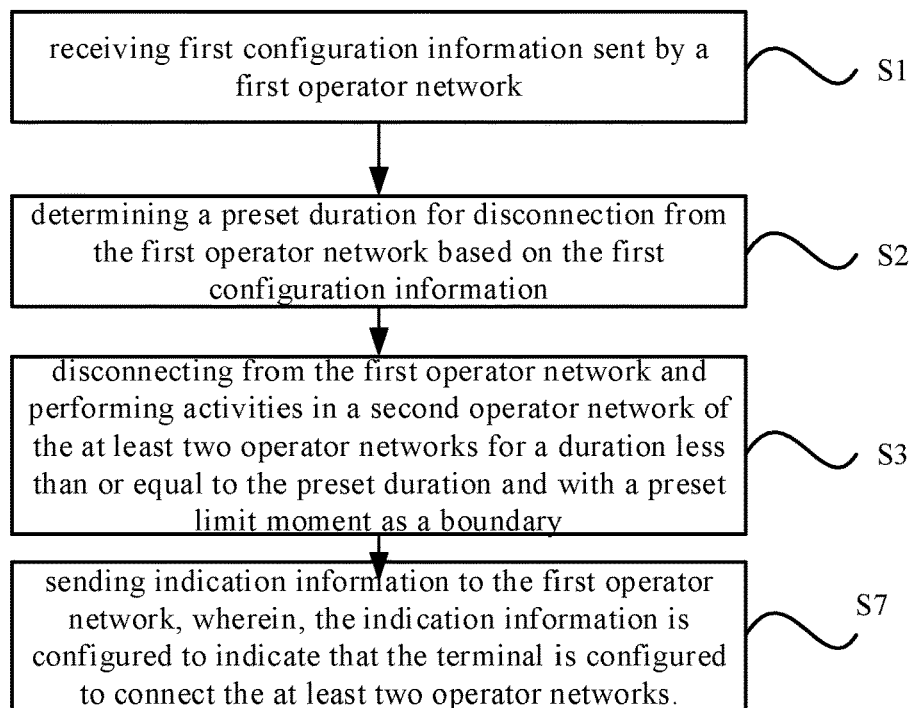 receiving first configuration information sent by a
first operator network
S1
determining a preset duration for disconnection from
the first operator network based on the first
configuration information
S2
disconnecting from the first operator network and
performing activities in a second operator network of
the at least two operator networks for a duration less
than or equal to the preset duration and with a preset
limit moment as a boundary
S3
sending indication information to the first operator
network, wherein, the indication information is
configured to indicate that the terminal is configured
to connect the at least two operator networks.
S7